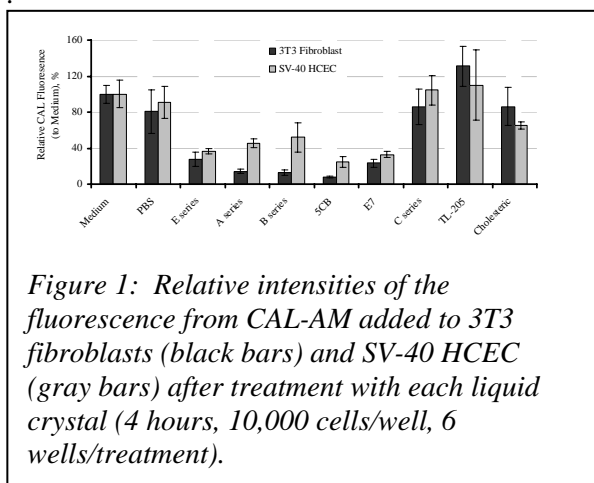 .
160
120
80
40
0
Relative CAL Fluoresence
(to Medium), %
3T3 Fibroblast
SV-40 HCEC
Medium
PBS
E series
A series
B series
5CB
E7
C series
TL-205
Cholesteric
Figure 1: Relative intensities of the
fluorescence from CAL-AM added to 3T3
fibroblasts (black bars) and SV-40 HCEC
(gray bars) after treatment with each liquid
crystal (4 hours, 10,000 cells/well, 6
wells/treatment).